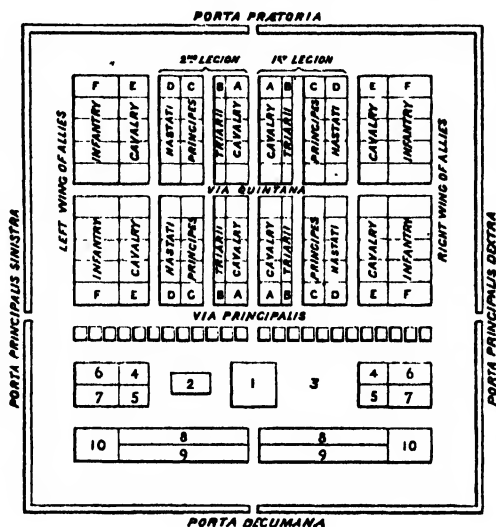 PORTA PRÆTORIA
2ND LEGION 1ST LEGION
F E D C B A A B C D E F
LEFT WING OF ALLIES
INFANTRY CAVALRY HASTATI PRINCIPES TRIARII CAVALRY CAVALRY TRIARII PRINCIPES HASTATI CAVALRY INFANTRY
RIGHT WING OF ALLIES
VIA QUINTANA
INFANTRY CAVALRY HASTATI PRINCIPES TRIARII CAVALRY CAVALRY TRIARII PRINCIPES HASTATI CAVALRY INFANTRY
F E D C B A A B C D E F
PORTA PRINCIPALIS SINISTRA
PORTA PRINCIPALIS DEXTRA
VIA PRINCIPALIS
6 4 2 1 3 4 6
7 5 5 7
10 8 8 10
9 9
PORTA DECUMANA